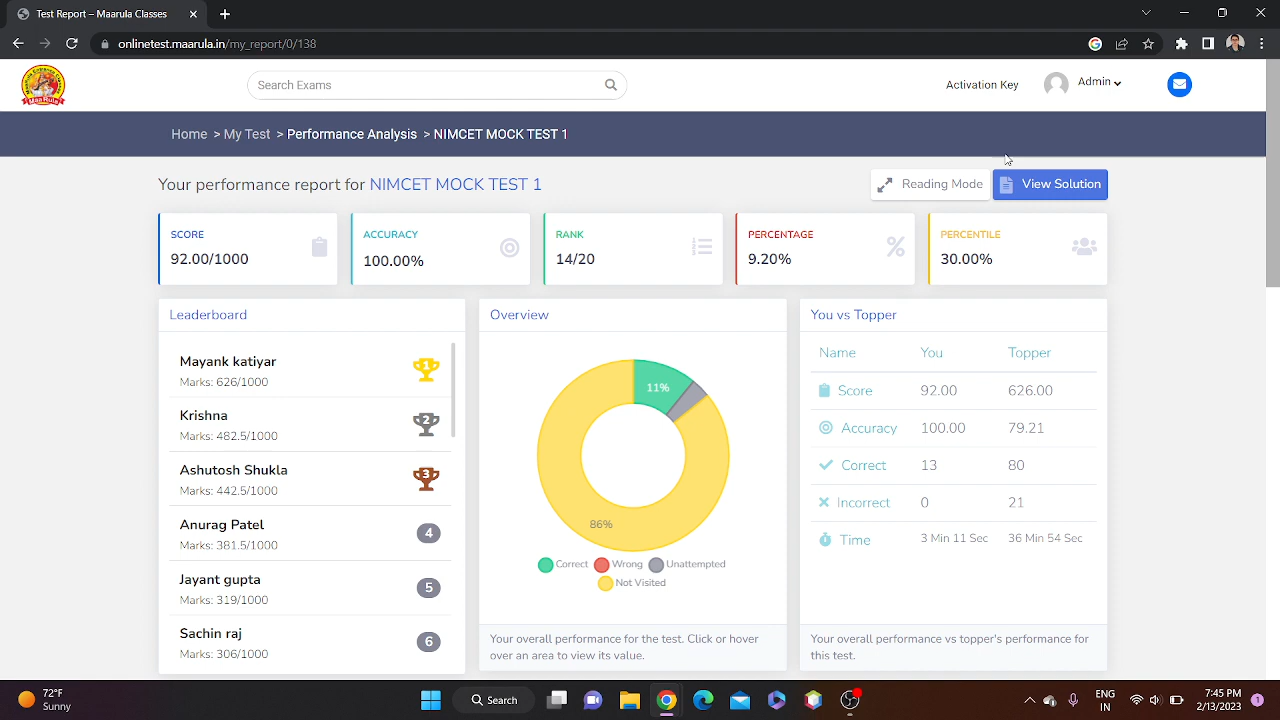 Test Report – Maarula Classes
onlinetest.maarula.in/my_report/0/138
Search Exams
Activation Key
Admin
Home > My Test > Performance Analysis > NIMCET MOCK TEST 1
Your performance report for NIMCET MOCK TEST 1
Reading Mode
View Solution
SCORE
92.00/1000
ACCURACY
100.00%
RANK
14/20
PERCENTAGE
9.20%
PERCENTILE
30.00%
Leaderboard
Mayank katiyar
Marks: 626/1000
1
Krishna
Marks: 482.5/1000
2
Ashutosh Shukla
Marks: 442.5/1000
3
Anurag Patel
Marks: 381.5/1000
4
Jayant gupta
Marks: 319/1000
5
Sachin raj
Marks: 306/1000
6
Overview
11%
86%
Correct Wrong Unattempted
Not Visited
Your overall performance for the test. Click or hover
over an area to view its value.
You vs Topper
Name You Topper
Score 92.00 626.00
Accuracy 100.00 79.21
Correct 13 80
Incorrect 0 21
Time 3 Min 11 Sec 36 Min 54 Sec
Your overall performance vs topper's performance for
this test.
72°F
Sunny
Search
ENG
IN
7:45 PM
2/13/2023
1